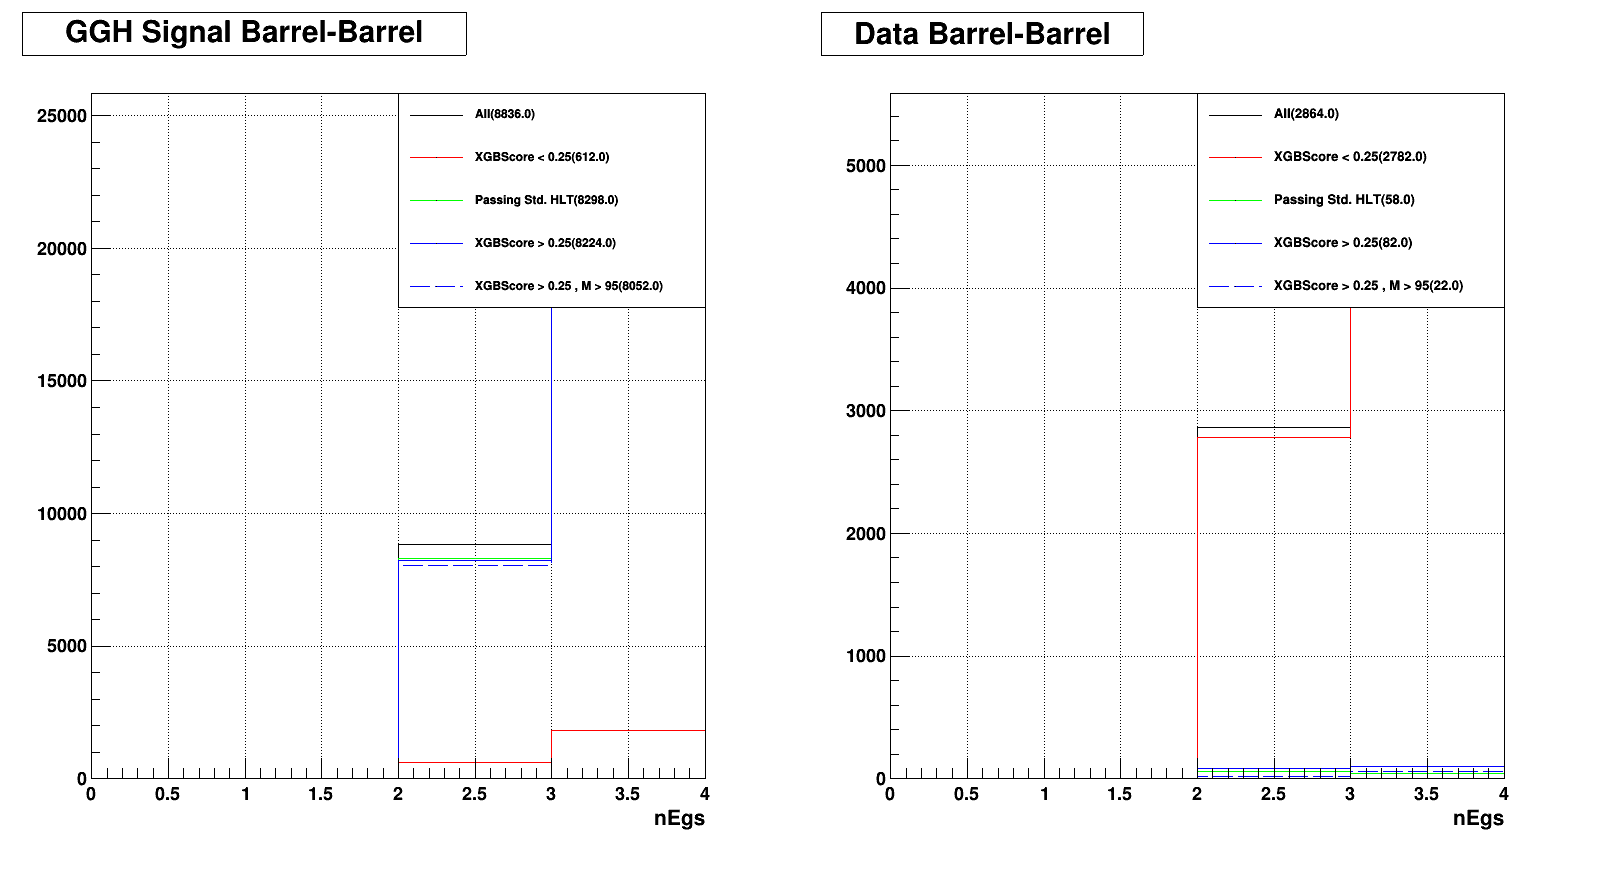 GGH Signal Barrel-Barrel
25000
20000
15000
10000
5000
0
All(8836.0)
XGBScore < 0.25(612.0)
Passing Std. HLT(8298.0)
XGBScore > 0.25(8224.0)
XGBScore > 0.25 , M > 95(8052.0)
0 0.5 1 1.5 2 2.5 3 3.5 4
nEgs
Data Barrel-Barrel
5000
4000
3000
2000
1000
0
All(2864.0)
XGBScore < 0.25(2782.0)
Passing Std. HLT(58.0)
XGBScore > 0.25(82.0)
XGBScore > 0.25 , M > 95(22.0)
0 0.5 1 1.5 2 2.5 3 3.5 4
nEgs